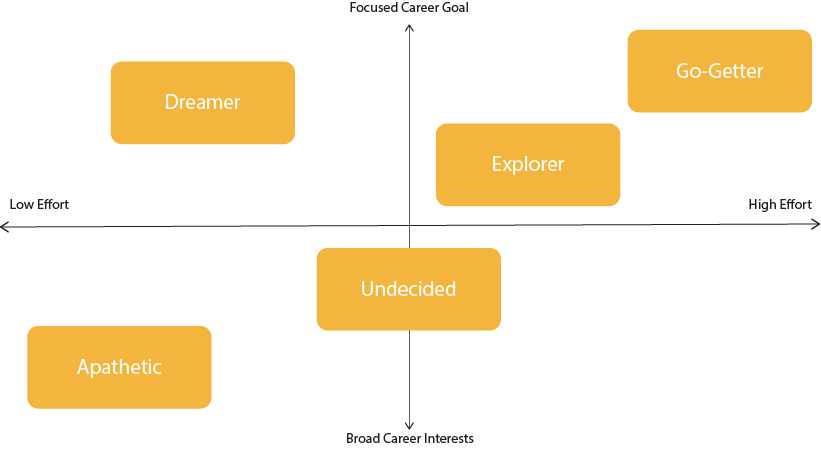 Focused Career Goal
Go-Getter
Dreamer
Explorer
Low Effort
High Effort
Undecided
Apathetic
Broad Career Interests